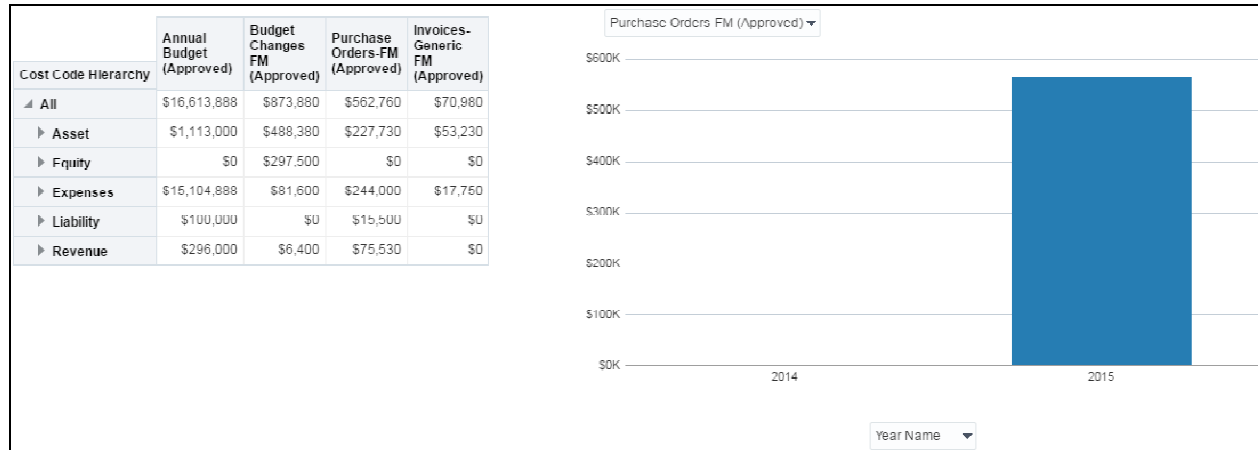 Cost Code Hierarchy
Annual Budget (Approved)
Budget Changes FM (Approved)
Purchase Orders-FM (Approved)
Invoices-Generic FM (Approved)
All $16,613,888 $873,880 $562,760 $70,980
Asset $1,113,000 $488,380 $227,730 $53,230
Equity $0 $297,500 $0 $0
Expenses $15,104,888 $81,600 $244,000 $17,750
Liability $100,000 $0 $15,500 $0
Revenue $296,000 $6,400 $75,530 $0
Purchase Orders FM (Approved)
$600K
$500K
$400K
$300K
$200K
$100K
$0K
2014 2015
Year Name